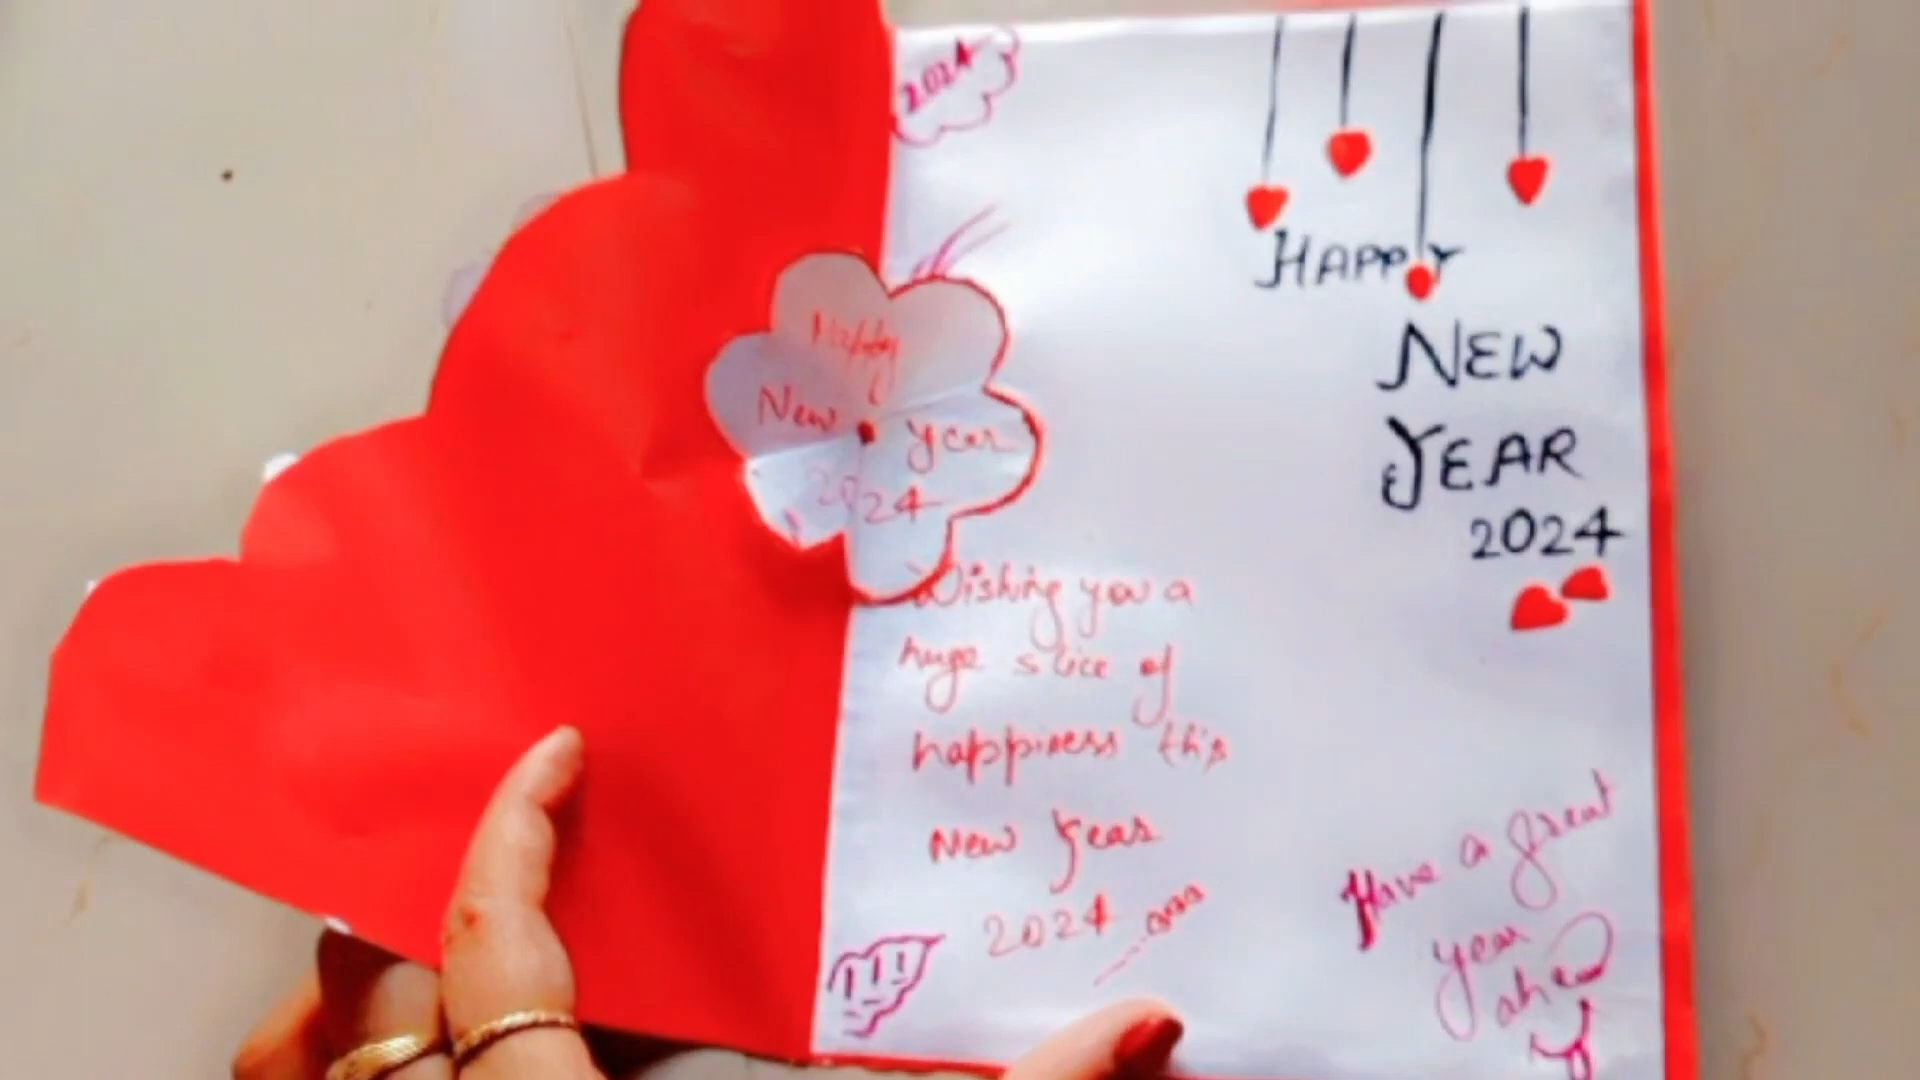 2024
HAPPY
NEW
YEAR
2024
Happy
New Year
2024
Wishing you a
huge slice of
happiness this
New Year
2024
Have a great
year
ahead